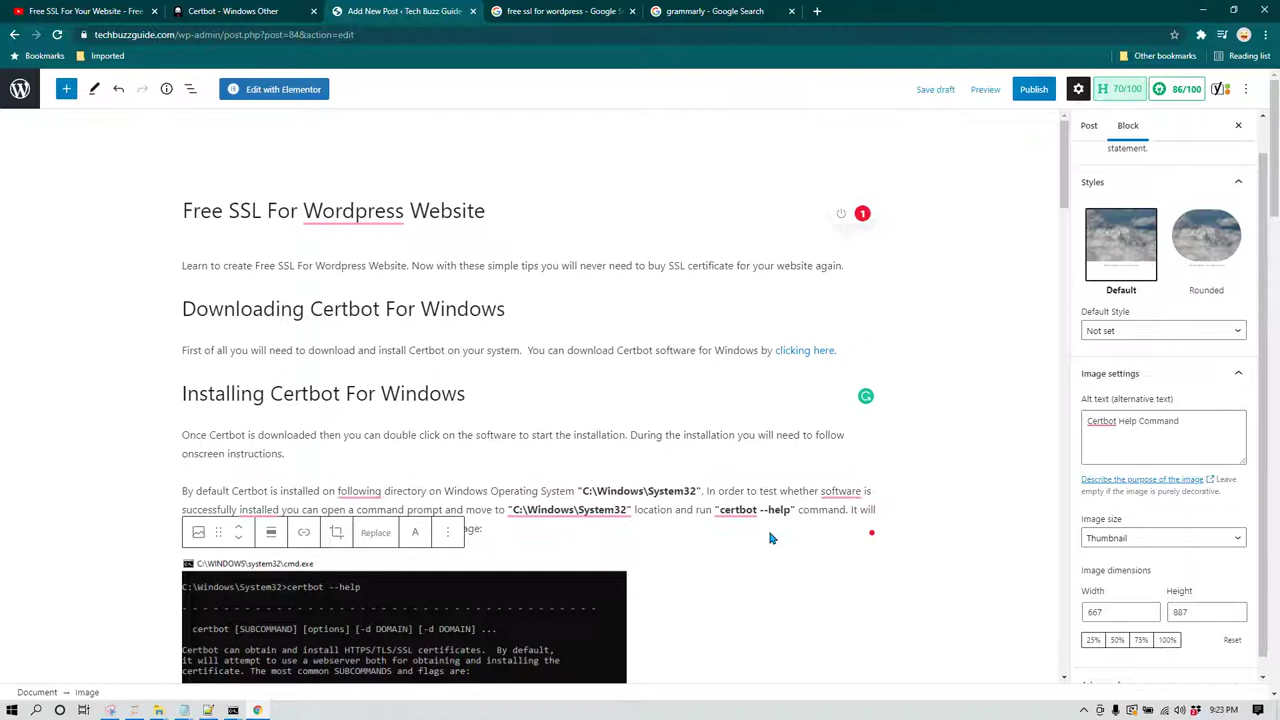 Free SSL For Wordpress Website -
Certbot - Windows Other
Add New Post ‹ Tech Buzz Guide
free ssl for wordpress - Google S
grammarly - Google Search
techbuzzguide.com/wp-admin/post.php?post=84&action=edit
Bookmarks
Imported
Other bookmarks
Reading list
Edit with Elementor
Save draft
Preview
Publish
H 70/100
86/100
Post
Block
statement.
Styles
Default
Rounded
Default Style
Not set
Image settings
Alt text (alternative text)
Certbot Help Command
Describe the purpose of the image Leave
empty if the image is purely decorative.
Image size
Thumbnail
Image dimensions
Width
Height
667
887
25%
50%
75%
100%
Reset
Free SSL For Wordpress Website
1
Learn to create Free SSL For Wordpress Website. Now with these simple tips you will never need to buy SSL certificate for your website again.
Downloading Certbot For Windows
First of all you will need to download and install Certbot on your system. You can download Certbot software for Windows by clicking here.
Installing Certbot For Windows
Once Certbot is downloaded then you can double click on the software to start the installation. During the installation you will need to follow
onscreen instructions.
By default Certbot is installed on following directory on Windows Operating System "C:\Windows\System32". In order to test whether software is
successfully installed you can open a command prompt and move to "C:\Windows\System32" location and run "certbot --help" command. It will
age:
Replace
A
C:\WINDOWS\system32\cmd.exe
C:\Windows\System32>certbot --help
- - - - - - - - - - - - - - - - - - - - - - - - - - - - - - - - - - - - - - - -
certbot [SUBCOMMAND] [options] [-d DOMAIN] [-d DOMAIN] ...
Certbot can obtain and install HTTPS/TLS/SSL certificates. By default,
it will attempt to use a webserver both for obtaining and installing the
certificate. The most common SUBCOMMANDS and flags are:
Document → Image
9:23 PM